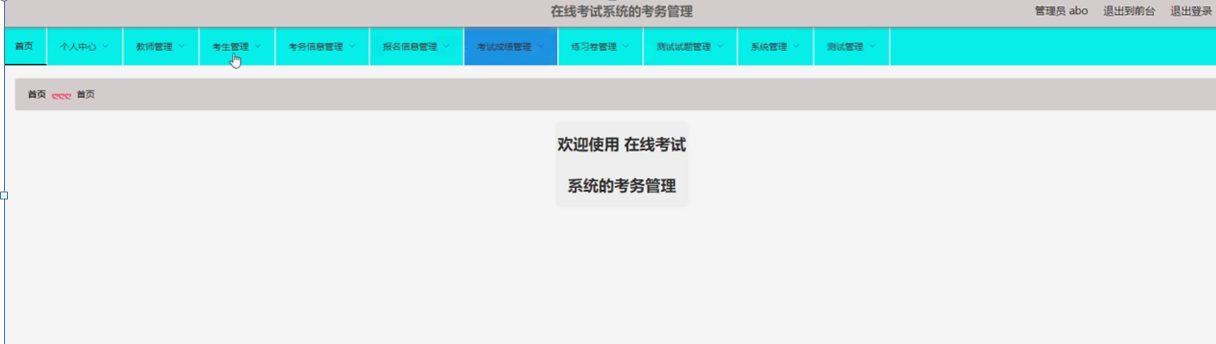 在线考试系统的考务管理
管理员 abo 退出到前台 退出登录
首页 个人中心 教师管理 考生管理 考务信息管理 报名信息管理 考试成绩管理 练习卷管理 测试试题管理 系统管理 测试管理
首页 首页
欢迎使用 在线考试
系统的考务管理